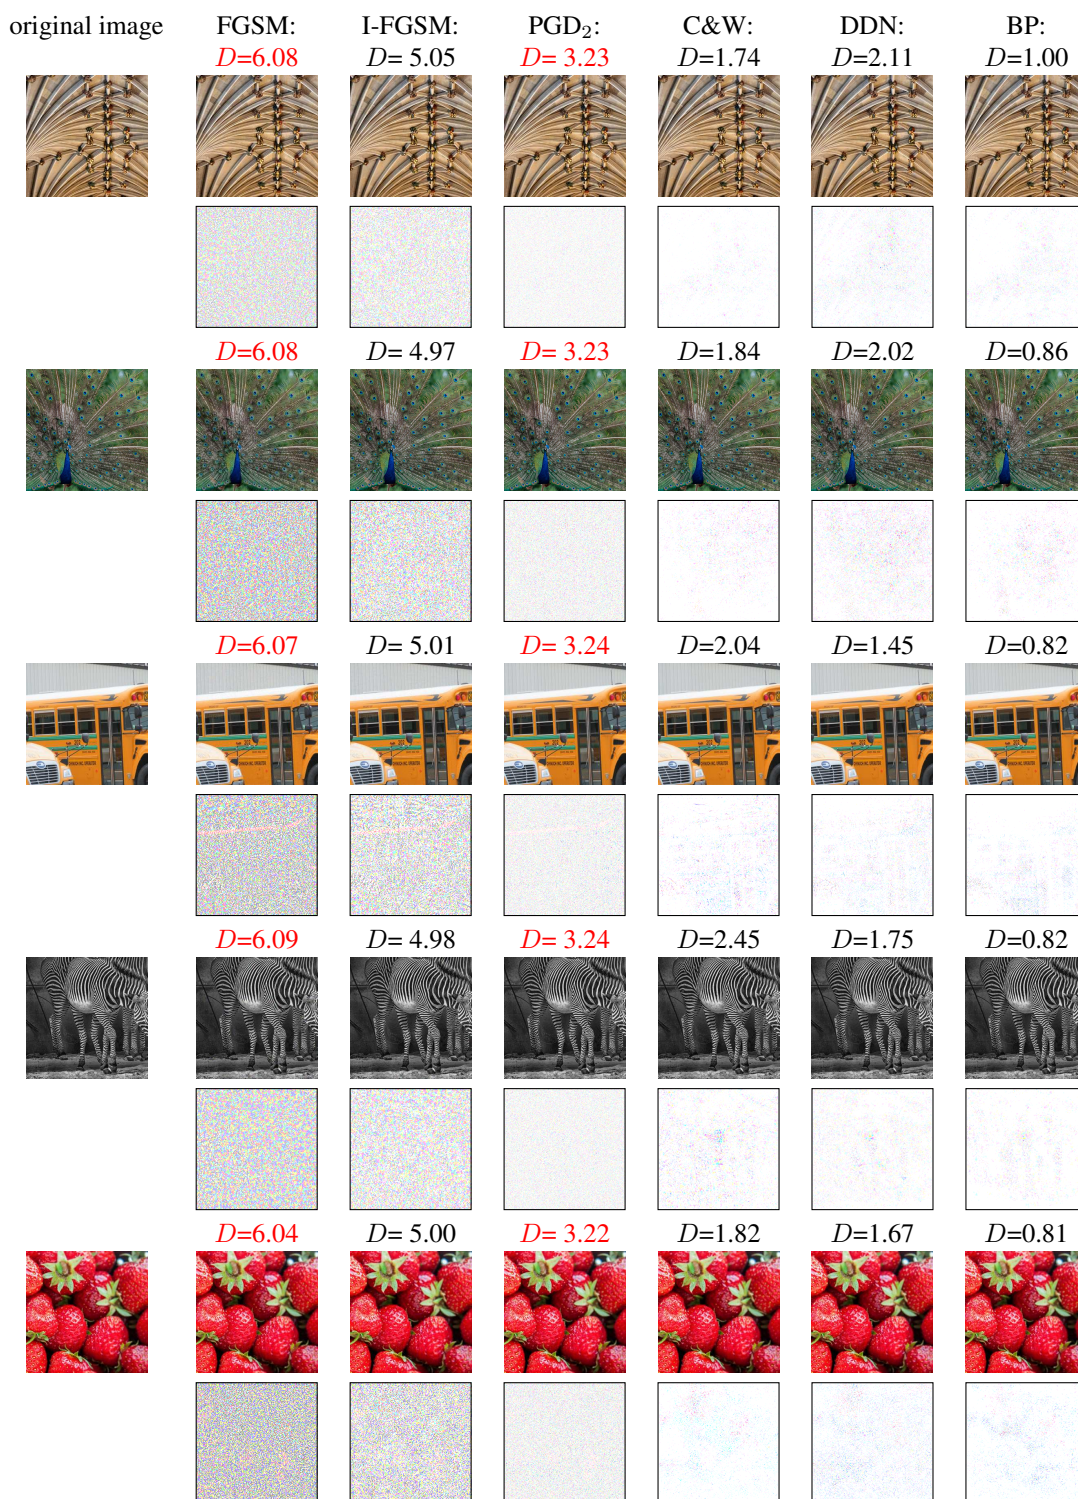 original image FGSM: I-FGSM: PGD₂: C&W: DDN: BP:
D=6.08 D= 5.05 D= 3.23 D=1.74 D=2.11 D=1.00
D=6.08 D= 4.97 D= 3.23 D=1.84 D=2.02 D=0.86
D=6.07 D= 5.01 D= 3.24 D=2.04 D=1.45 D=0.82
D=6.09 D= 4.98 D= 3.24 D=2.45 D=1.75 D=0.82
D=6.04 D= 5.00 D= 3.22 D=1.82 D=1.67 D=0.81